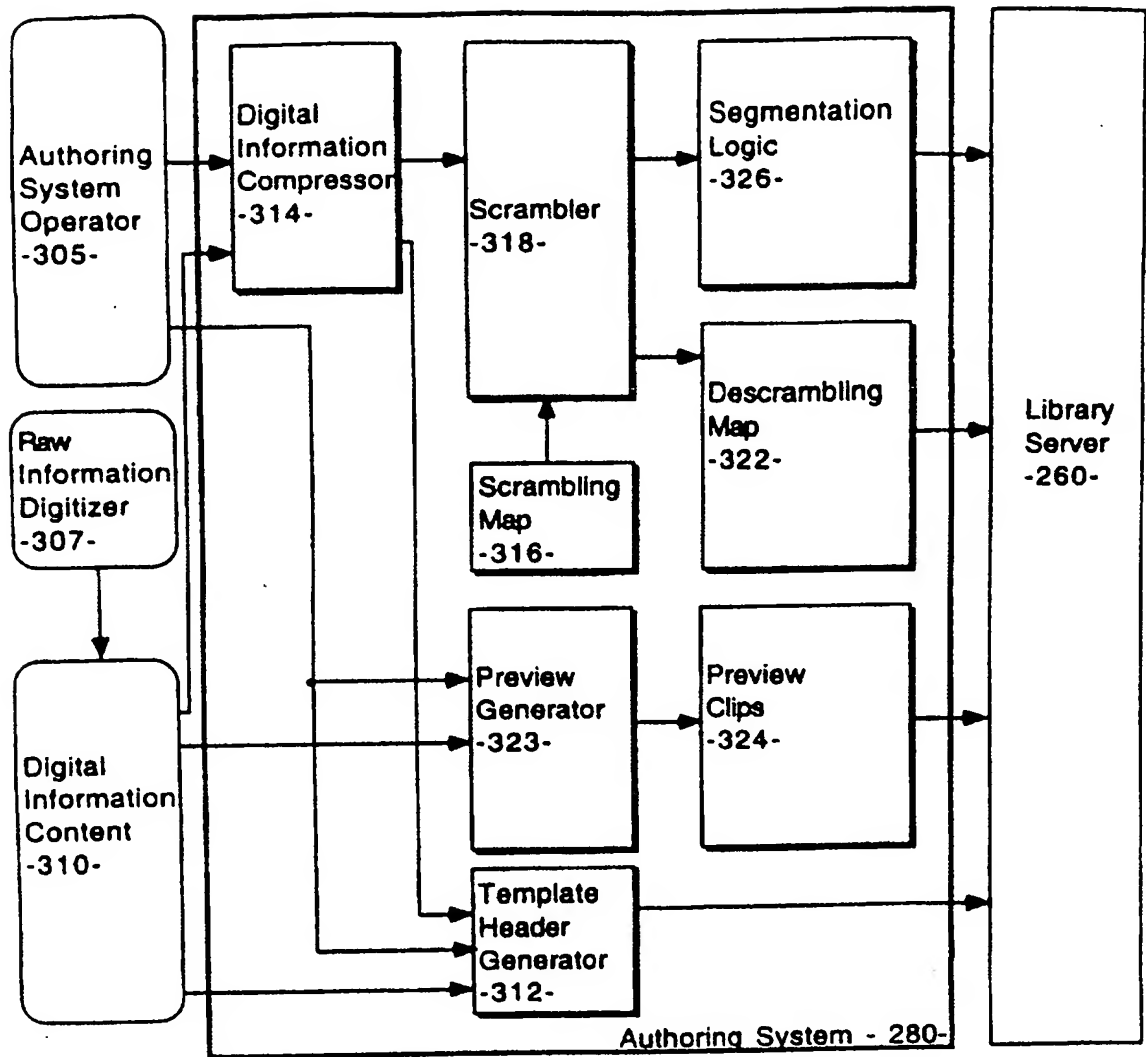 Authoring
System
Operator
-305-
Raw
Information
Digitizer
-307-
Digital
Information
Content
-310-
Digital
Information
Compressor
-314-
Scrambler
-318-
Scrambling
Map
-316-
Segmentation
Logic
-326-
Descrambling
Map
-322-
Preview
Generator
-323-
Preview
Clips
-324-
Template
Header
Generator
-312-
Authoring System - 280-
Library
Server
-260-